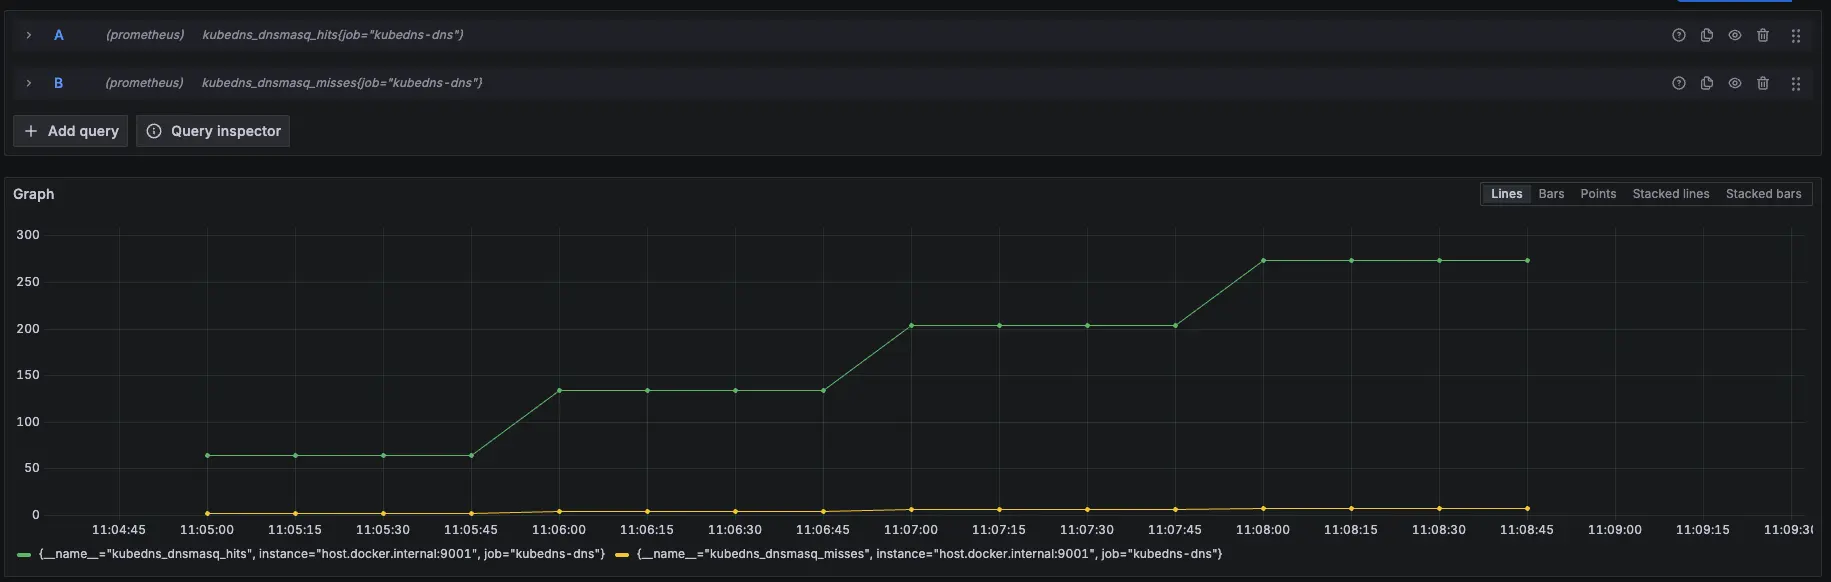 A (prometheus) kubedns_dnsmasq_hits{job="kubedns-dns"}
B (prometheus) kubedns_dnsmasq_misses{job="kubedns-dns"}
+ Add query Query inspector
Graph
Lines Bars Points Stacked lines Stacked bars
300
250
200
150
100
50
0
11:04:45 11:05:00 11:05:15 11:05:30 11:05:45 11:06:00 11:06:15 11:06:30 11:06:45 11:07:00 11:07:15 11:07:30 11:07:45 11:08:00 11:08:15 11:08:30 11:08:45 11:09:00 11:09:15 11:09:30
{__name__="kubedns_dnsmasq_hits", instance="host.docker.internal:9001", job="kubedns-dns"} {__name__="kubedns_dnsmasq_misses", instance="host.docker.internal:9001", job="kubedns-dns"}